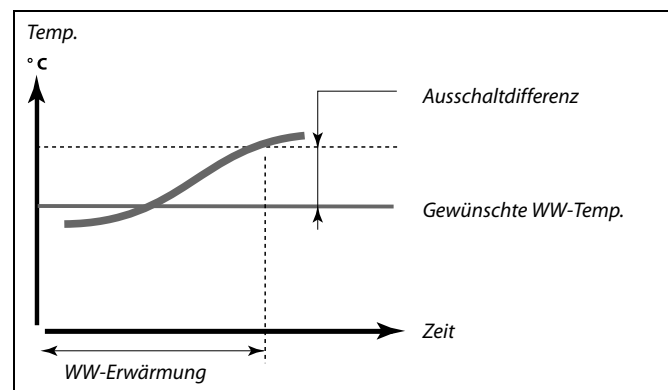 Temp.
° C
Ausschaltdifferenz
Gewünschte WW-Temp.
Zeit
WW-Erwärmung